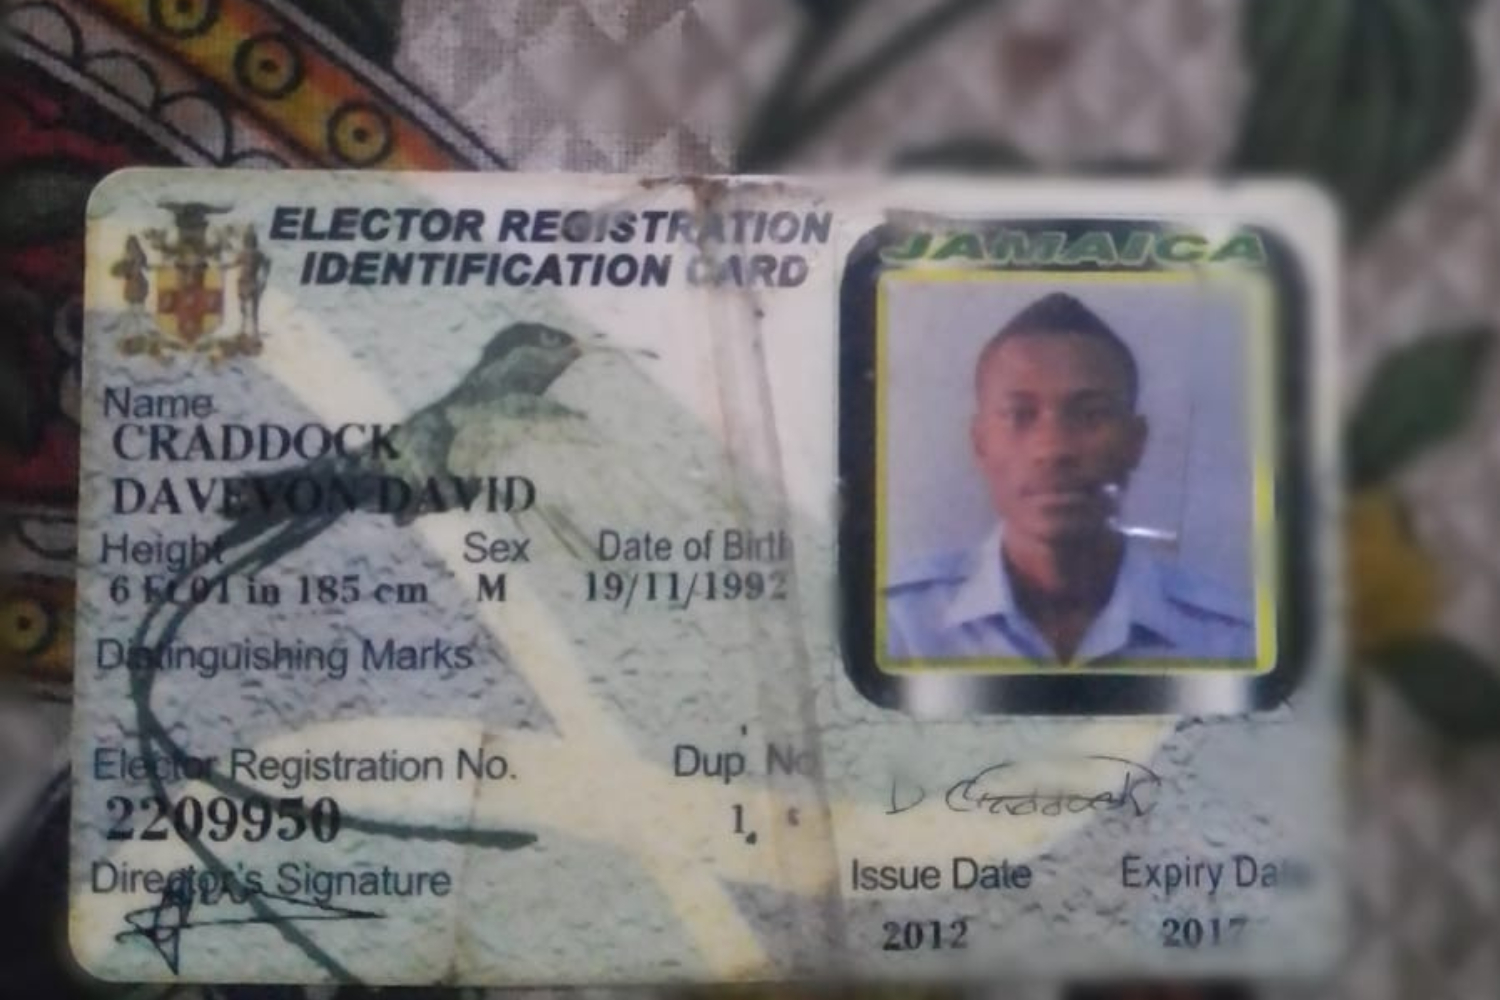 ELECTOR REGISTRATION
IDENTIFICATION CARD
JAMAICA
Name
CRADDOCK
DAVEVON DAVID
Height Sex Date of Birth
6 Ft 01 in 185 cm M 19/11/1992
Distinguishing Marks
Elector Registration No. Dup No
2209950 1
D Craddock
Director's Signature
Issue Date Expiry Date
2012 2017